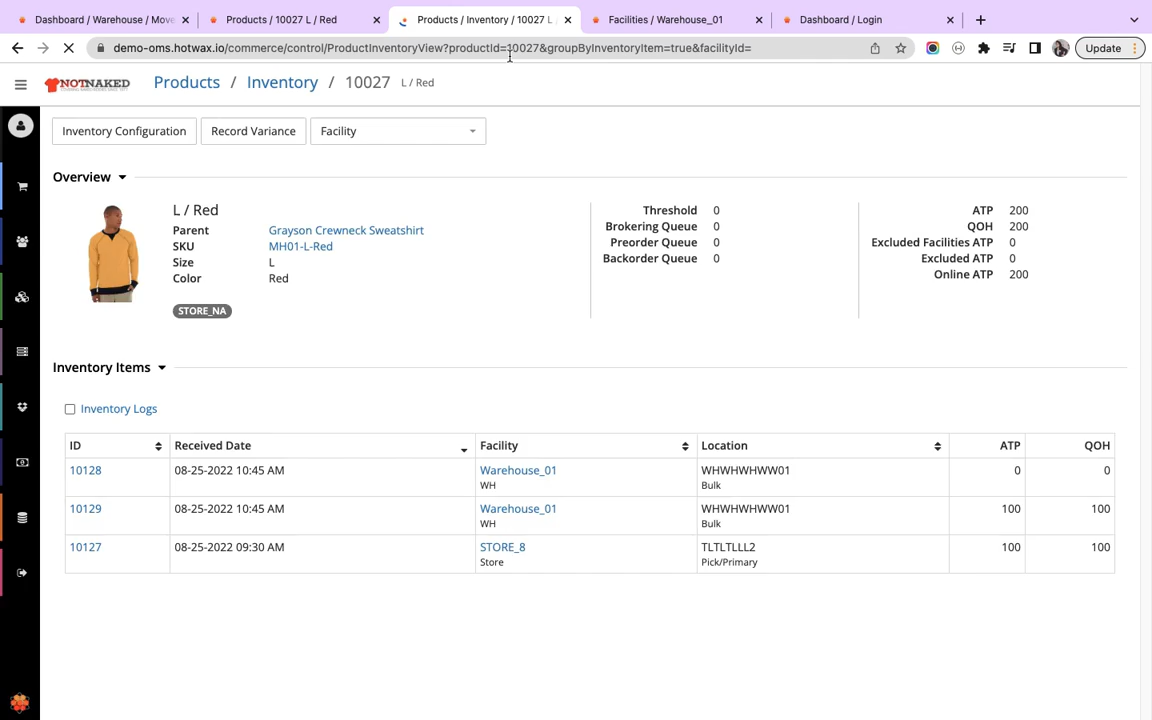 Dashboard / Warehouse / Move
Products / 10027 L / Red
Products / Inventory / 10027 L
Facilities / Warehouse_01
Dashboard / Login
demo-oms.hotwax.io/commerce/control/ProductInventoryView?productId=10027&groupByInventoryItem=true&facilityId=
Update
NOTNAKED
Products / Inventory / 10027 L / Red
Inventory Configuration
Record Variance
Facility
Overview
L / Red
Parent Grayson Crewneck Sweatshirt
SKU MH01-L-Red
Size L
Color Red
STORE_NA
Threshold 0
Brokering Queue 0
Preorder Queue 0
Backorder Queue 0
ATP 200
QOH 200
Excluded Facilities ATP 0
Excluded ATP 0
Online ATP 200
Inventory Items
Inventory Logs
ID Received Date Facility Location ATP QOH
10128 08-25-2022 10:45 AM Warehouse_01 WHWHWHWW01 0 0
WH Bulk
10129 08-25-2022 10:45 AM Warehouse_01 WHWHWHWW01 100 100
WH Bulk
10127 08-25-2022 09:30 AM STORE_8 TLTLTLLL2 100 100
Store Pick/Primary